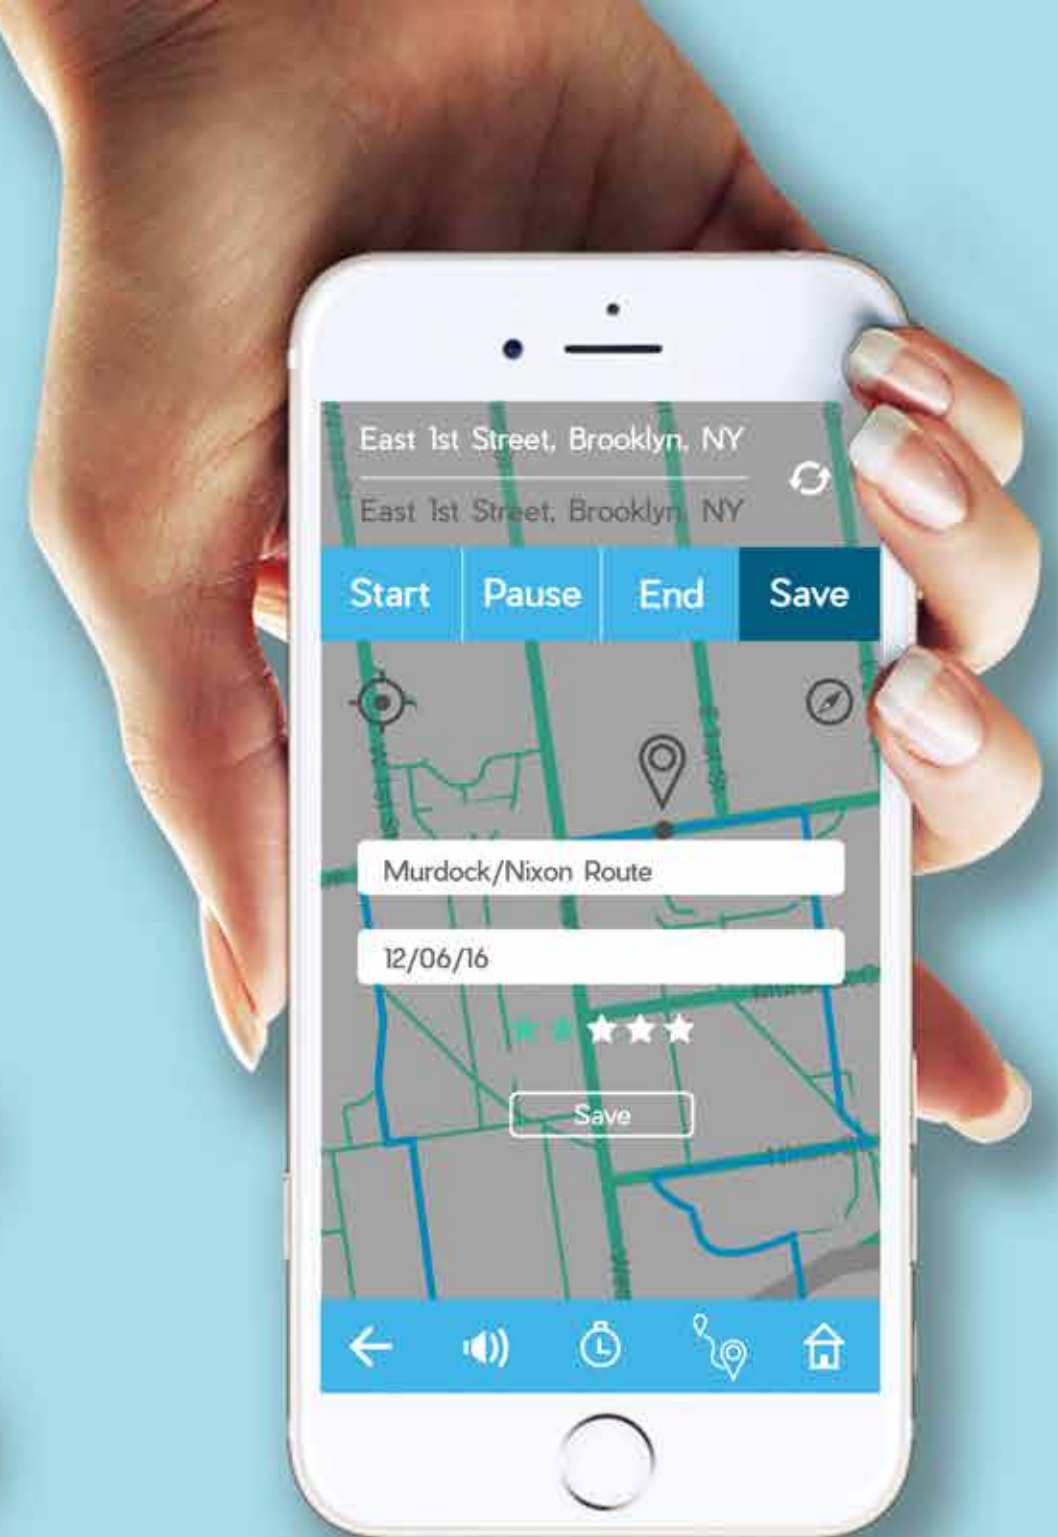 East 1st Street, Brooklyn, NY
East 1st Street, Brooklyn, NY
Start Pause End Save
Murdock/Nixon Route
12/06/16
Save